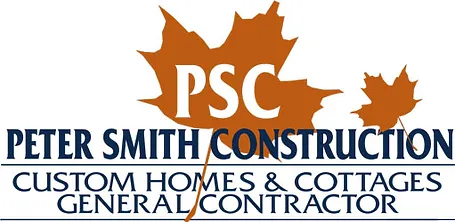 PSC
PETER SMITH CONSTRUCTION
CUSTOM HOMES & COTTAGES
GENERAL CONTRACTOR